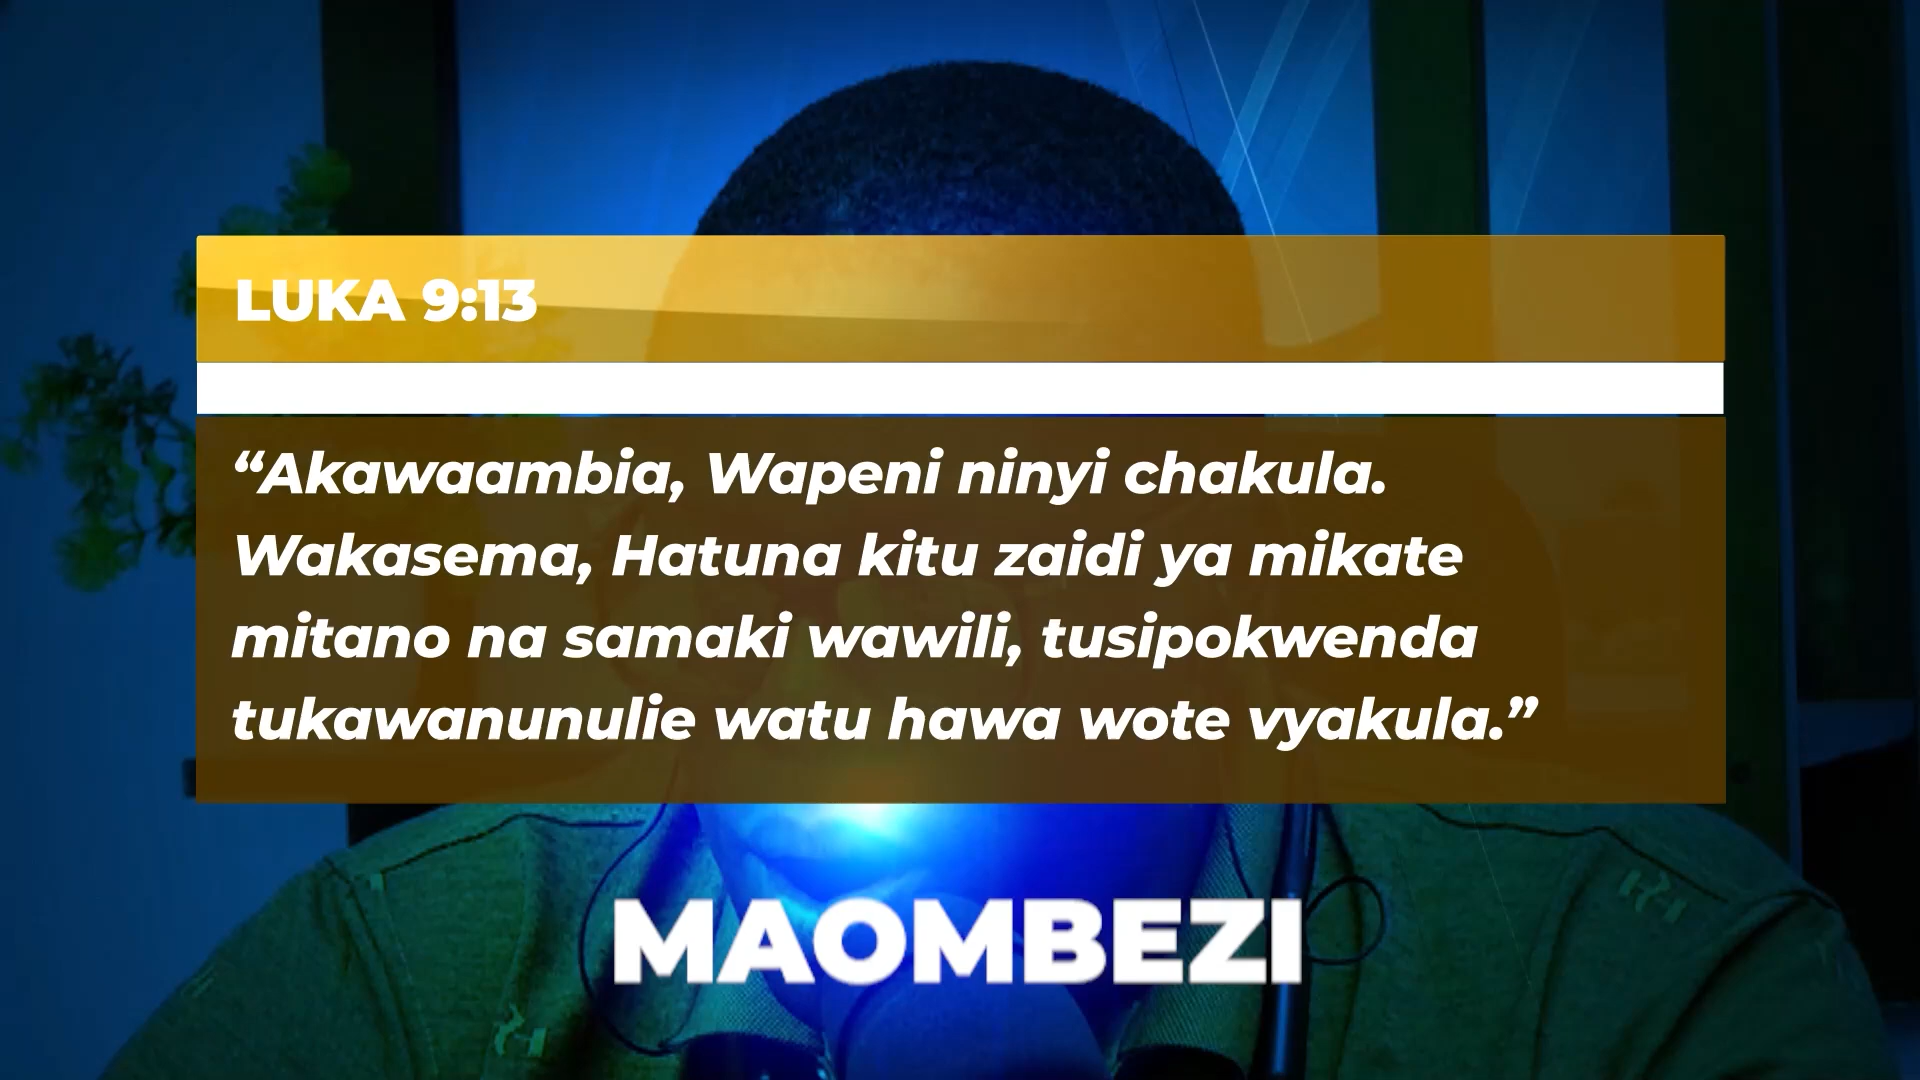 LUKA 9:13
“Akawaambia, Wapeni ninyi chakula.
Wakasema, Hatuna kitu zaidi ya mikate
mitano na samaki wawili, tusipokwenda
tukawanunulie watu hawa wote vyakula.”
MAOMBEZI